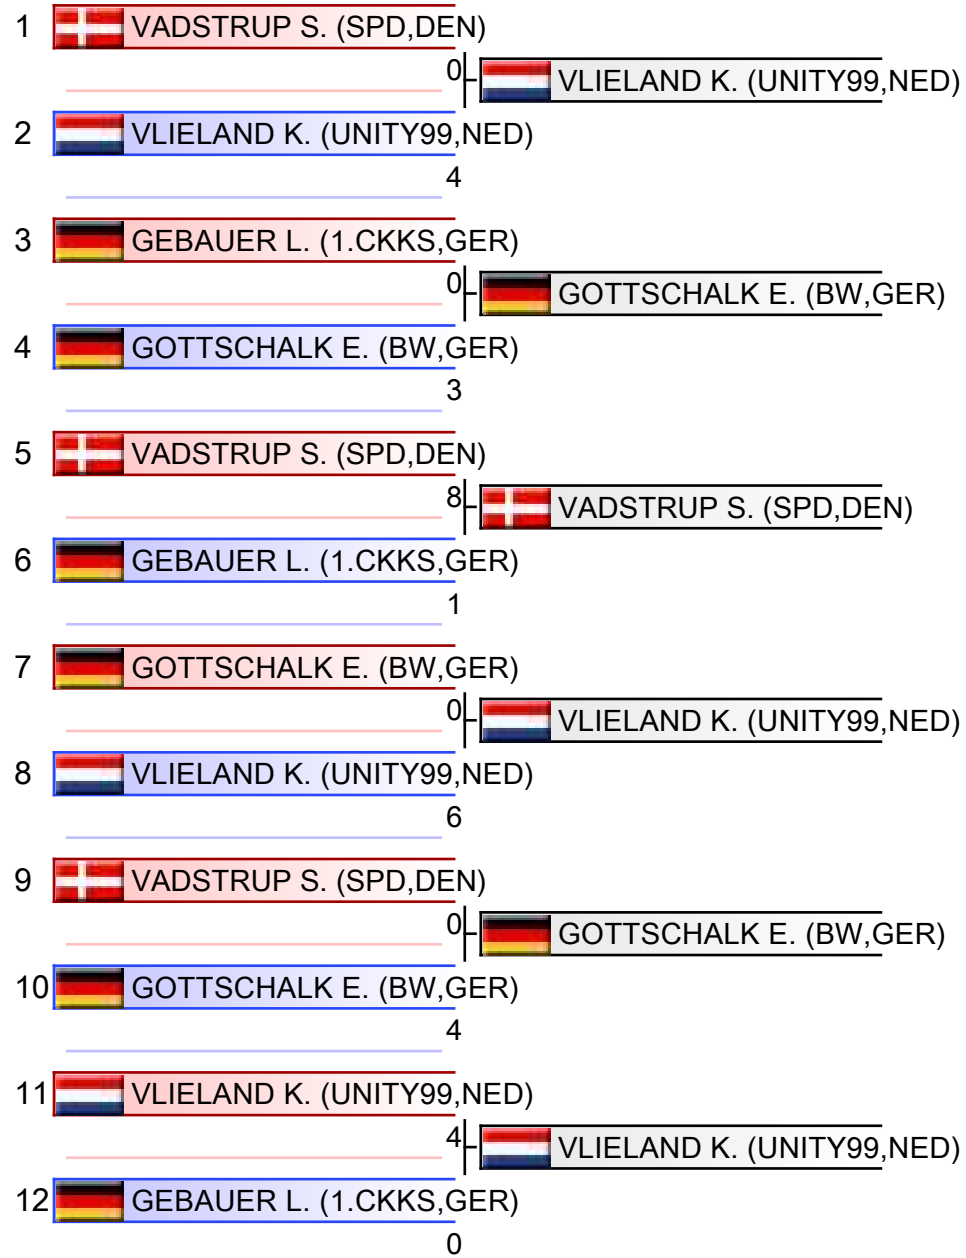 1 VADSTRUP S. (SPD,DEN)
0 VLIELAND K. (UNITY99,NED)
2 VLIELAND K. (UNITY99,NED)
4
3 GEBAUER L. (1.CKKS,GER)
0 GOTTSCHALK E. (BW,GER)
4 GOTTSCHALK E. (BW,GER)
3
5 VADSTRUP S. (SPD,DEN)
8 VADSTRUP S. (SPD,DEN)
6 GEBAUER L. (1.CKKS,GER)
1
7 GOTTSCHALK E. (BW,GER)
0 VLIELAND K. (UNITY99,NED)
8 VLIELAND K. (UNITY99,NED)
6
9 VADSTRUP S. (SPD,DEN)
0 GOTTSCHALK E. (BW,GER)
10 GOTTSCHALK E. (BW,GER)
4
11 VLIELAND K. (UNITY99,NED)
4 VLIELAND K. (UNITY99,NED)
12 GEBAUER L. (1.CKKS,GER)
0